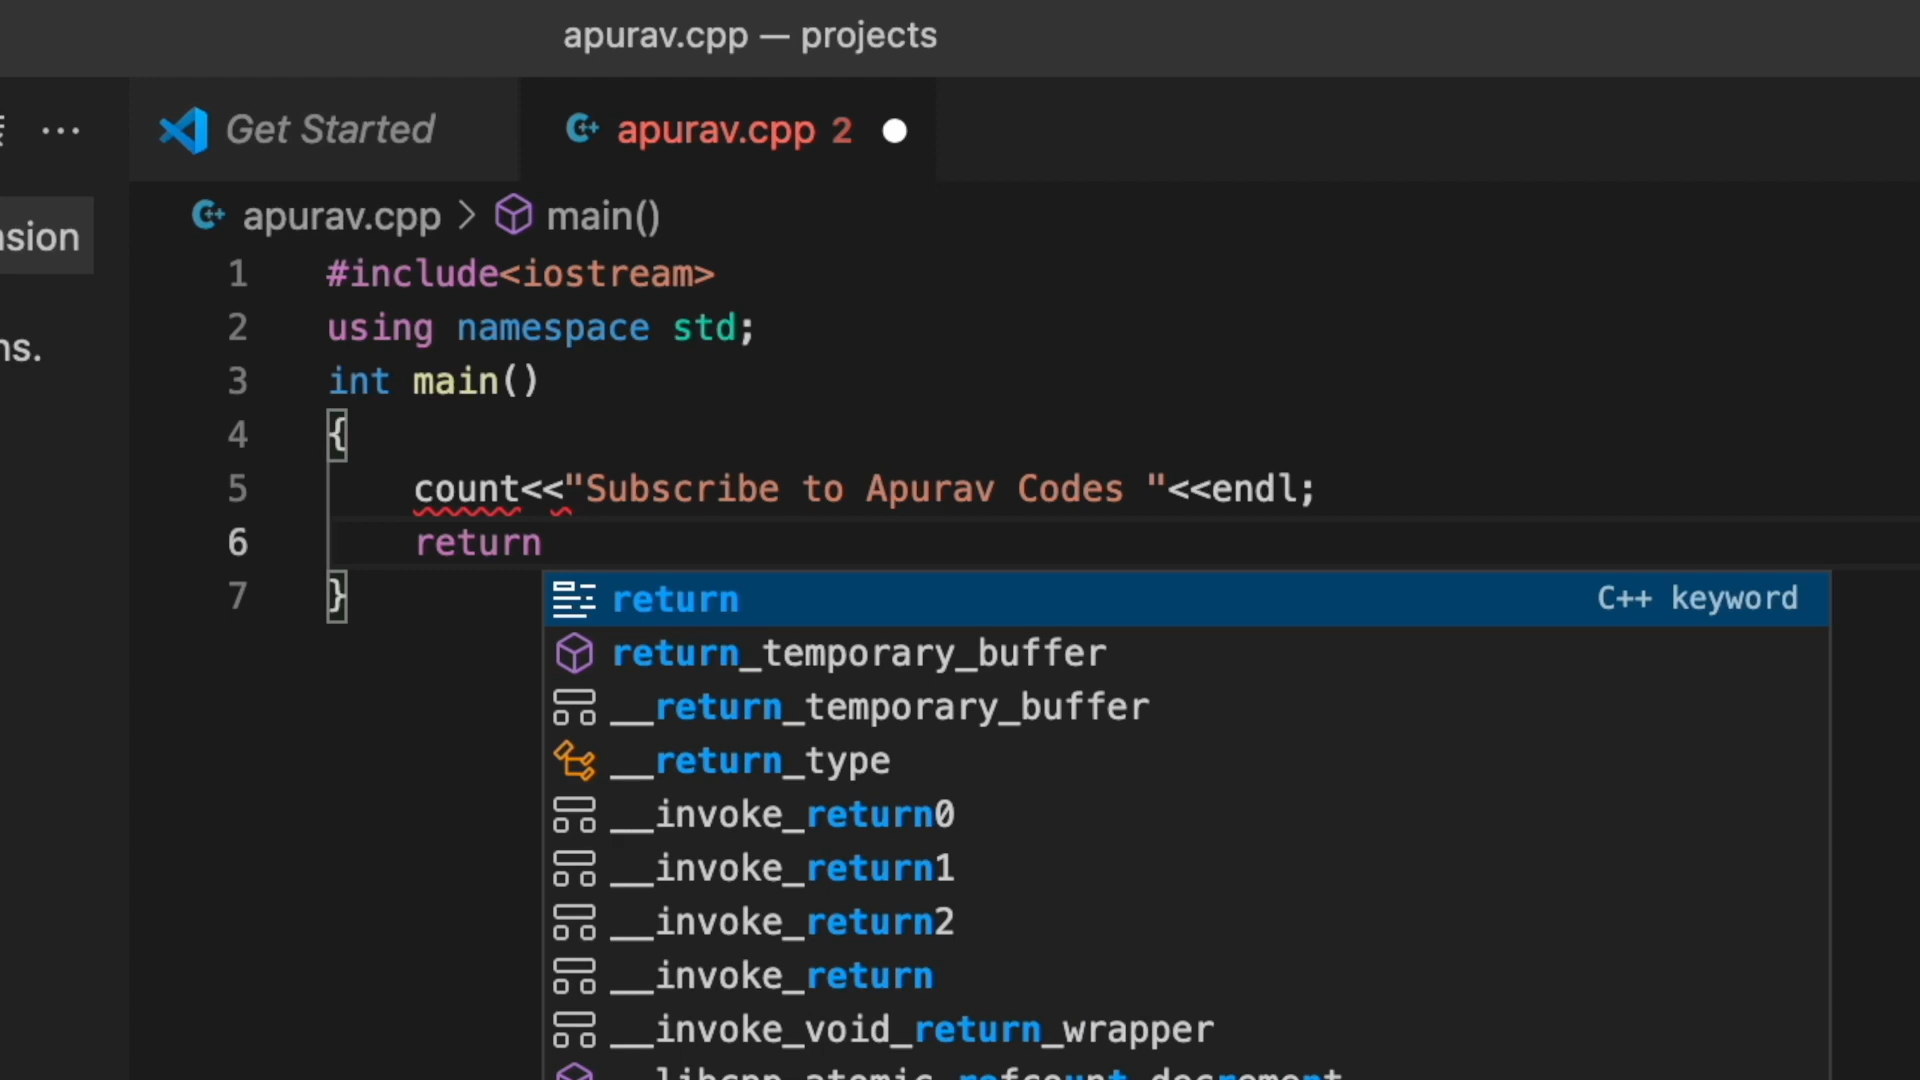 apurav.cpp — projects
... Get Started apurav.cpp 2
apurav.cpp > main()
1 #include<iostream>
2 using namespace std;
3 int main()
4 {
5 count<<"Subscribe to Apurav Codes "<<endl;
6 return
7 }
return C++ keyword
return_temporary_buffer
__return_temporary_buffer
__return_type
__invoke_return0
__invoke_return1
__invoke_return2
__invoke_return
__invoke_void_return_wrapper
__libcpp_atomic_refcount_decrement